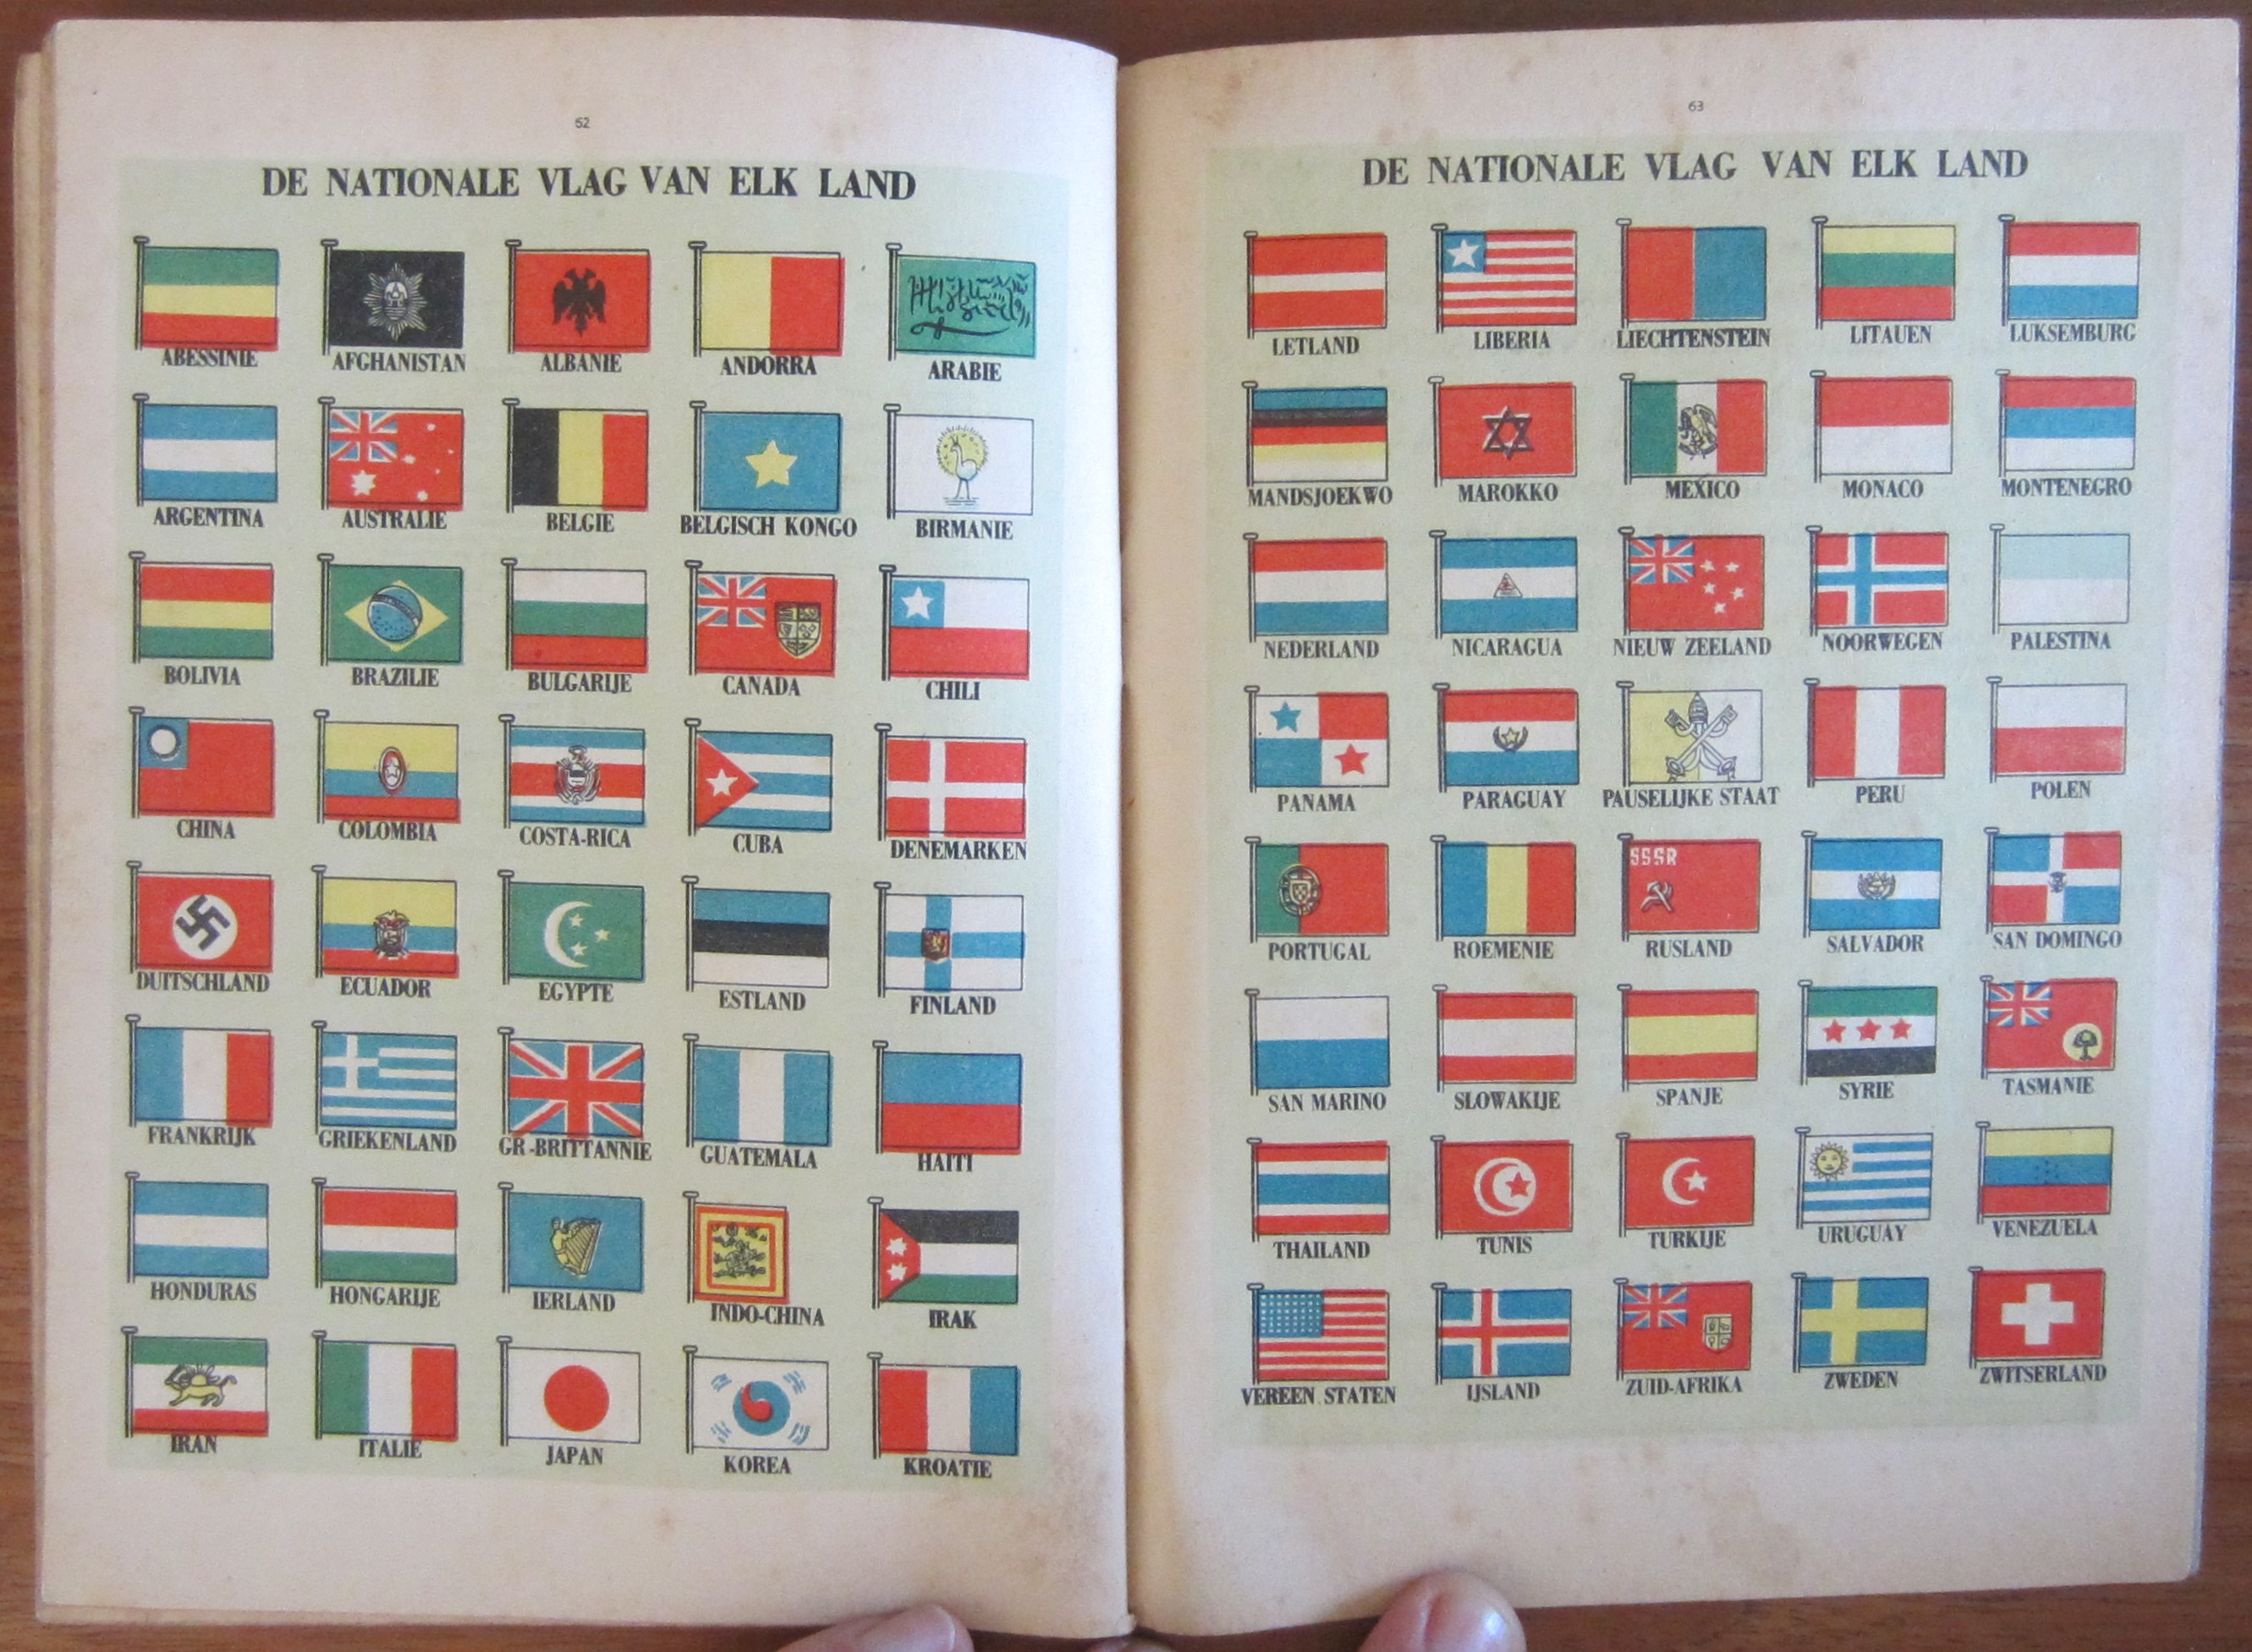 62
DE NATIONALE VLAG VAN ELK LAND
ABESSINIE AFGHANISTAN ALBANIE ANDORRA ARABIE
ARGENTINA AUSTRALIE BELGIE BELGISCH KONGO BIRMANIE
BOLIVIA BRAZILIE BULGARIJE CANADA CHILI
CHINA COLOMBIA COSTA-RICA CUBA DENEMARKEN
DUITSCHLAND ECUADOR EGYPTE ESTLAND FINLAND
FRANKRIJK GRIEKENLAND GR-BRITTANNIE GUATEMALA HAITI
HONDURAS HONGARIJE IERLAND INDO-CHINA IRAK
IRAN ITALIE JAPAN KOREA KROATIE
63
DE NATIONALE VLAG VAN ELK LAND
LETLAND LIBERIA LIECHTENSTEIN LITAUEN LUKSEMBURG
MANDSJOEKWO MAROKKO MEXICO MONACO MONTENEGRO
NEDERLAND NICARAGUA NIEUW ZEELAND NOORWEGEN PALESTINA
PANAMA PARAGUAY PAUSELIJKE STAAT PERU POLEN
SSSR
PORTUGAL ROEMENIE RUSLAND SALVADOR SAN DOMINGO
SAN MARINO SLOWAKIJE SPANJE SYRIE TASMANIE
THAILAND TUNIS TURKIJE URUGUAY VENEZUELA
VEREEN. STATEN IJSLAND ZUID-AFRIKA ZWEDEN ZWITSERLAND